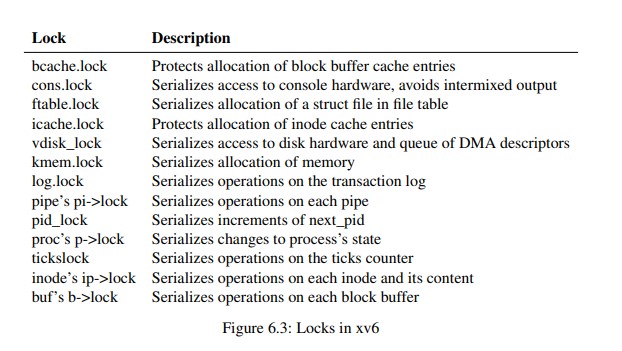 Lock Description
bcache.lock Protects allocation of block buffer cache entries
cons.lock Serializes access to console hardware, avoids intermixed output
ftable.lock Serializes allocation of a struct file in file table
icache.lock Protects allocation of inode cache entries
vdisk_lock Serializes access to disk hardware and queue of DMA descriptors
kmem.lock Serializes allocation of memory
log.lock Serializes operations on the transaction log
pipe’s pi->lock Serializes operations on each pipe
pid_lock Serializes increments of next_pid
proc’s p->lock Serializes changes to process’s state
tickslock Serializes operations on the ticks counter
inode’s ip->lock Serializes operations on each inode and its content
buf’s b->lock Serializes operations on each block buffer
Figure 6.3: Locks in xv6